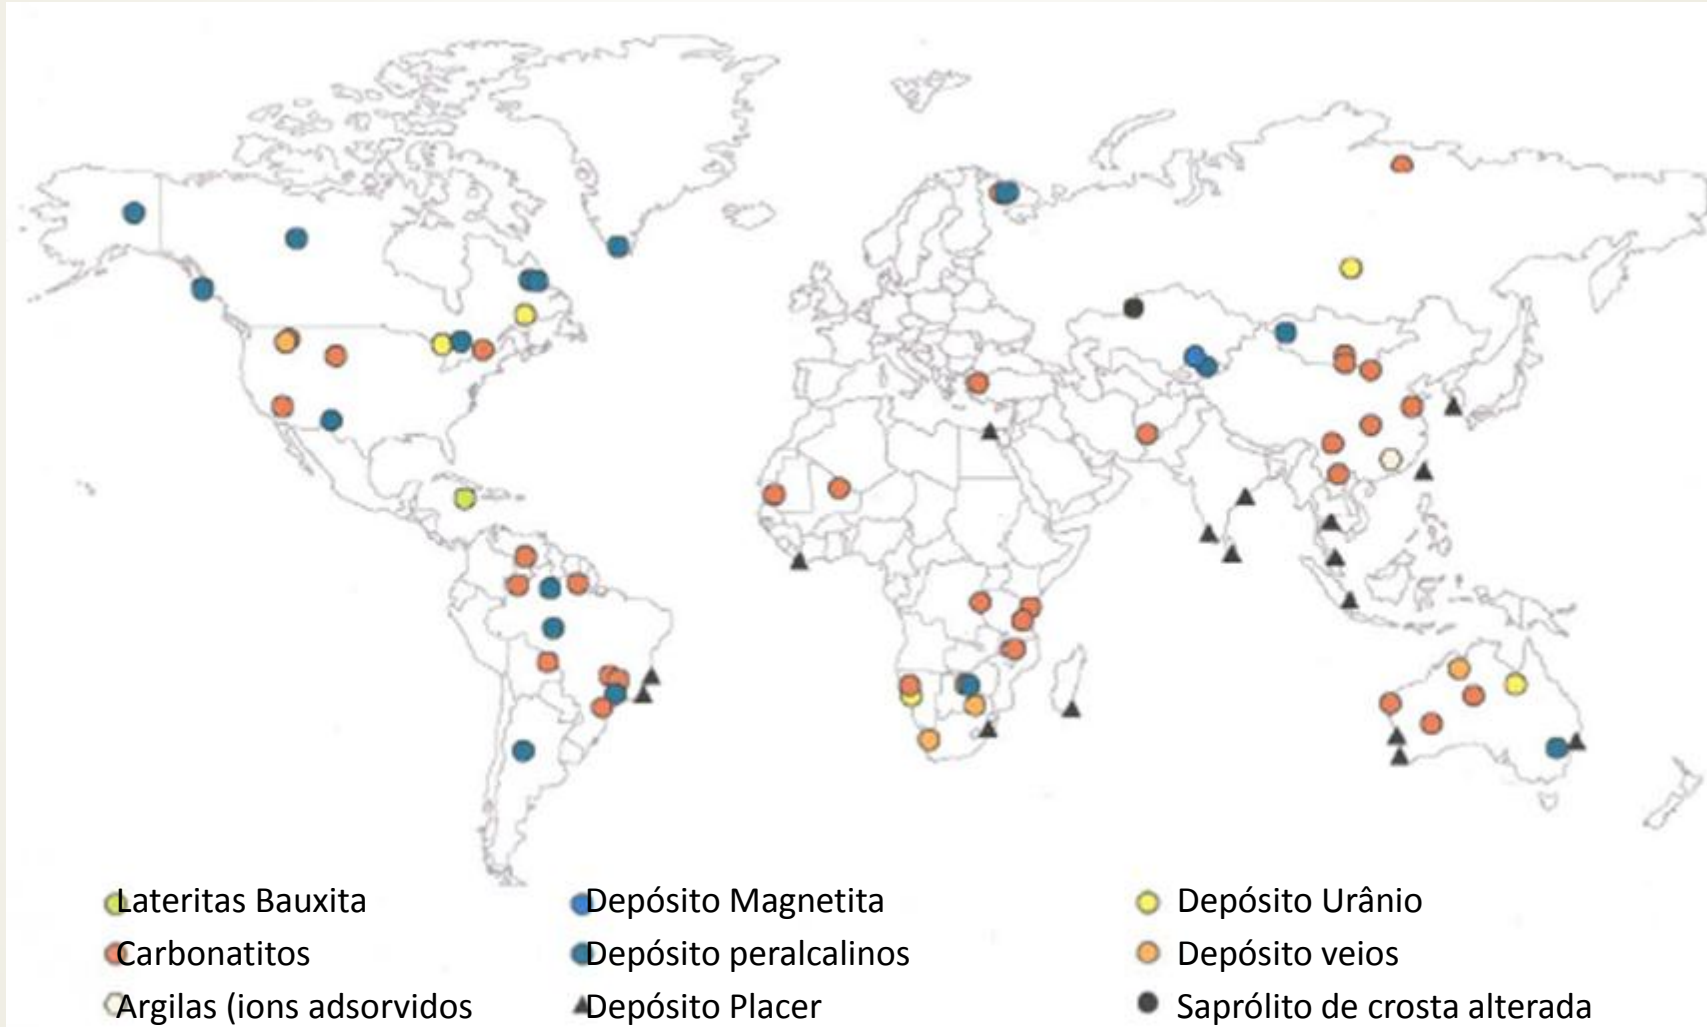 Lateritas Bauxita
Depósito Magnetita
Depósito Urânio
Carbonatitos
Depósito peralcalinos
Depósito veios
Argilas (ions adsorvidos
Depósito Placer
Saprólito de crosta alterada